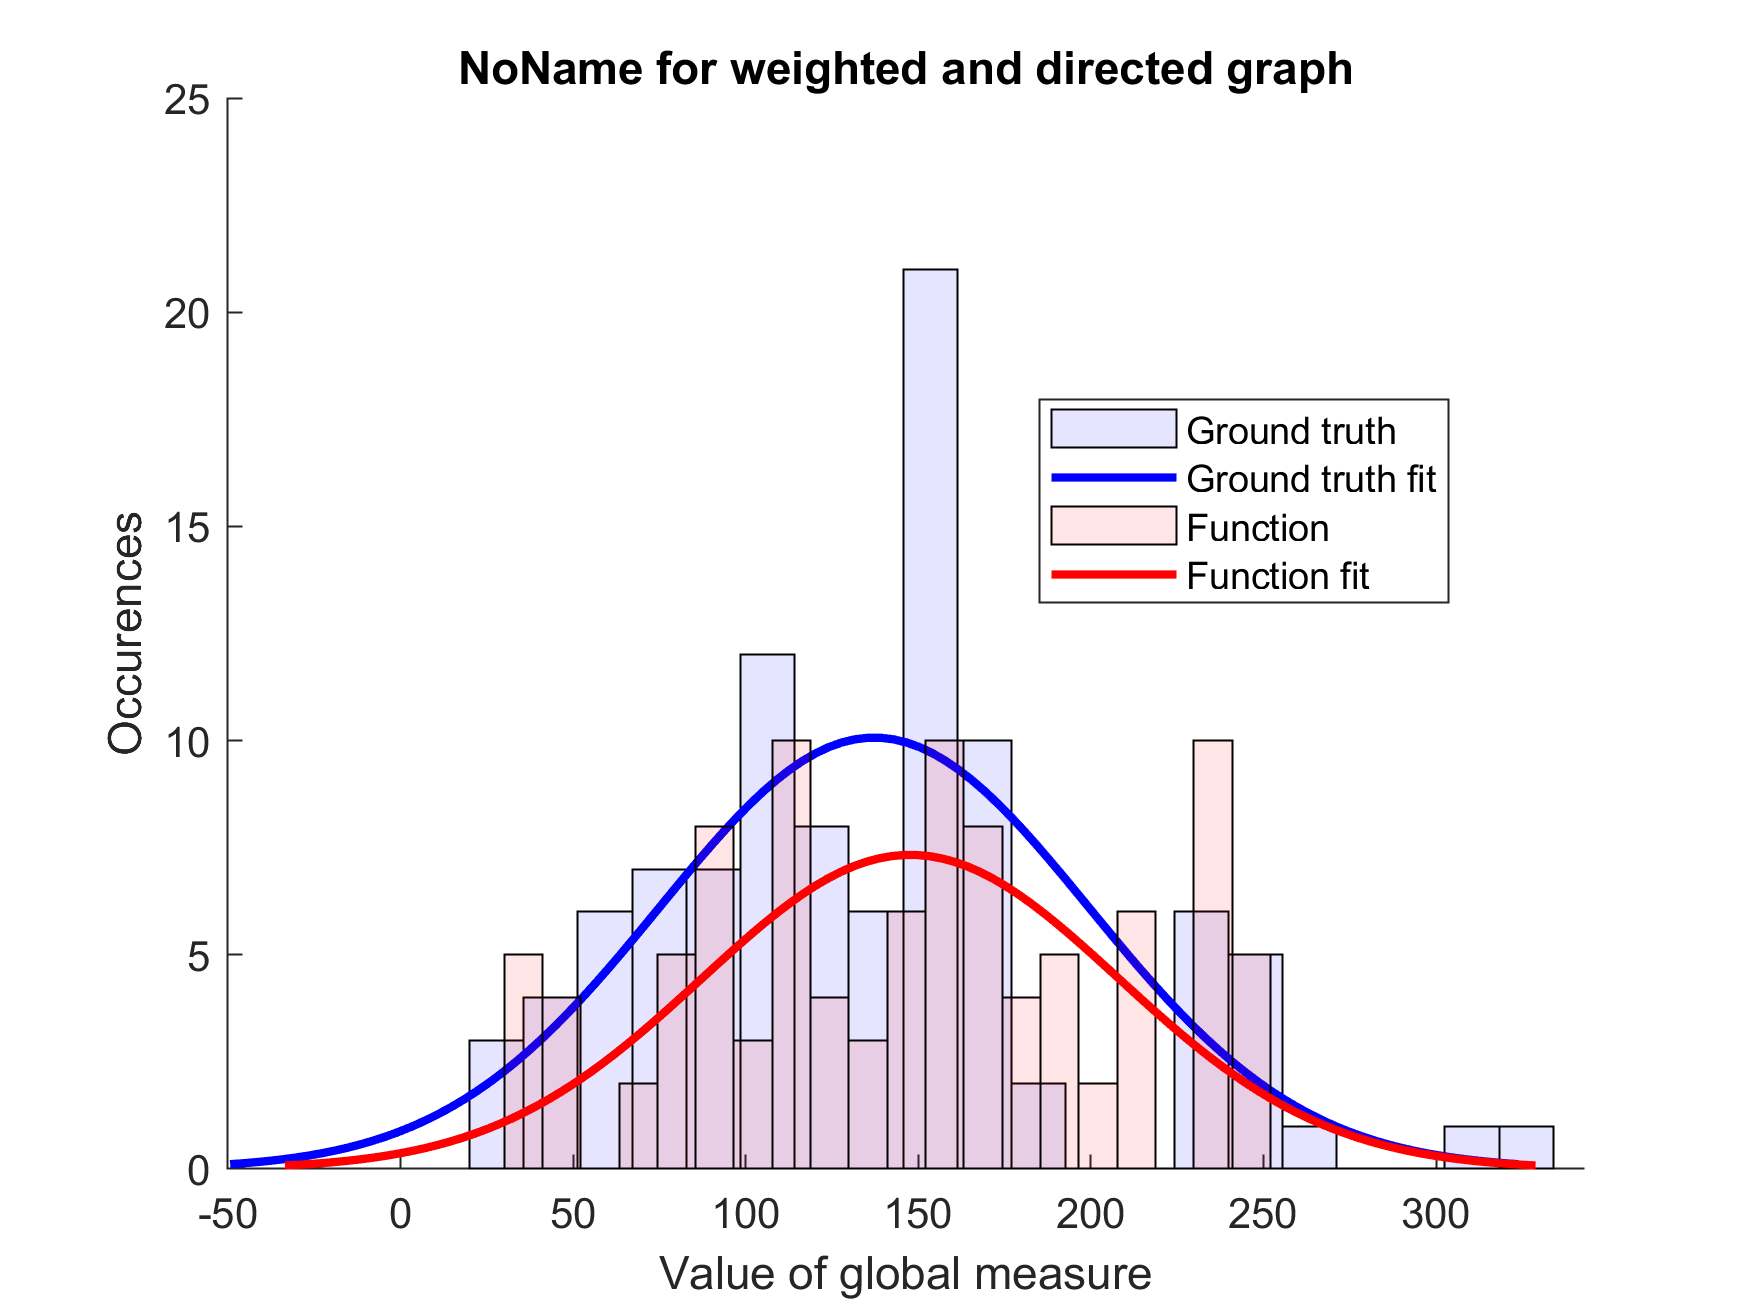 NoName for weighted and directed graph
25
20
15
10
5
0
Occurences
Ground truth
Ground truth fit
Function
Function fit
-50 0 50 100 150 200 250 300
Value of global measure